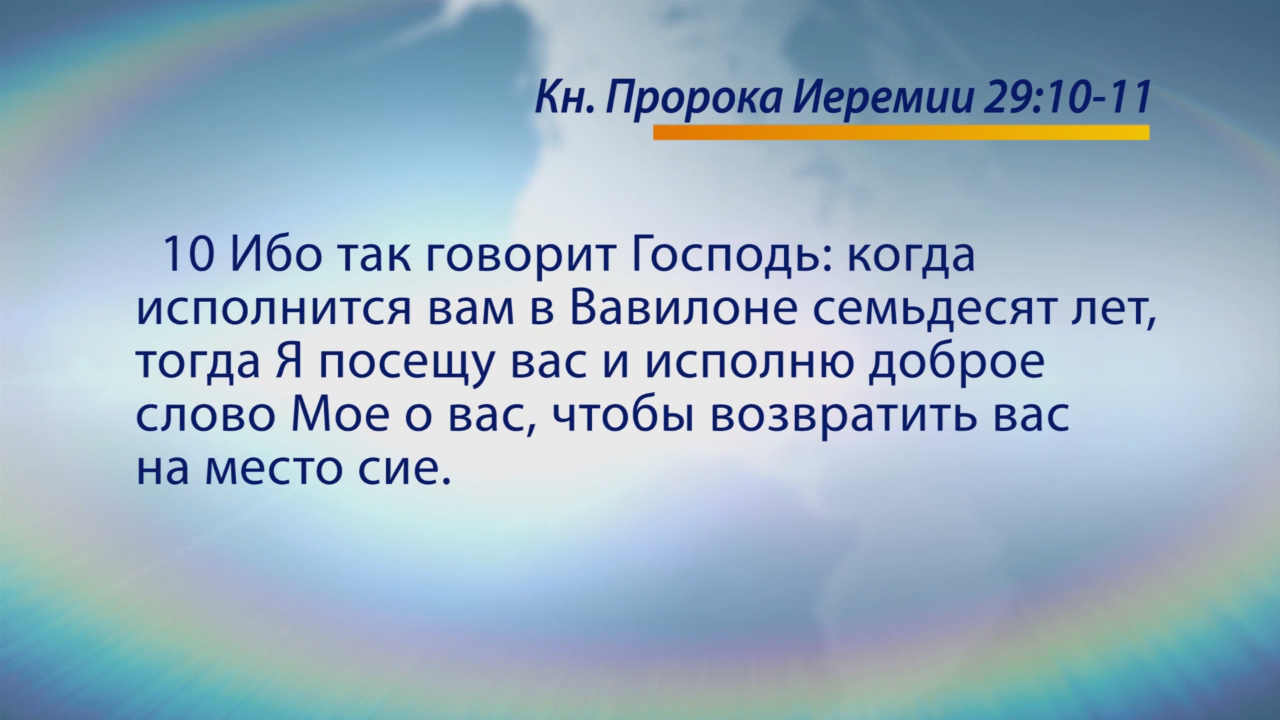 Кн. Пророка Иеремии 29:10-11
10 Ибо так говорит Господь: когда
исполнится вам в Вавилоне семьдесят лет,
тогда Я посещу вас и исполню доброе
слово Мое о вас, чтобы возвратить вас
на место сие.